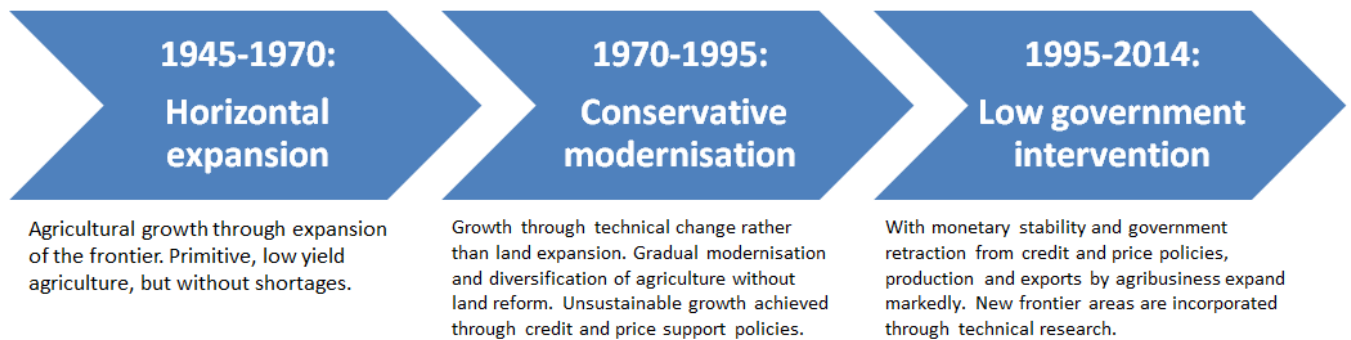 1945-1970:
Horizontal
expansion
Agricultural growth through expansion
of the frontier. Primitive, low yield
agriculture, but without shortages.
1970-1995:
Conservative
modernisation
Growth through technical change rather
than land expansion. Gradual modernisation
and diversification of agriculture without
land reform. Unsustainable growth achieved
through credit and price support policies.
1995-2014:
Low government
intervention
With monetary stability and government
retraction from credit and price policies,
production and exports by agribusiness expand
markedly. New frontier areas are incorporated
through technical research.